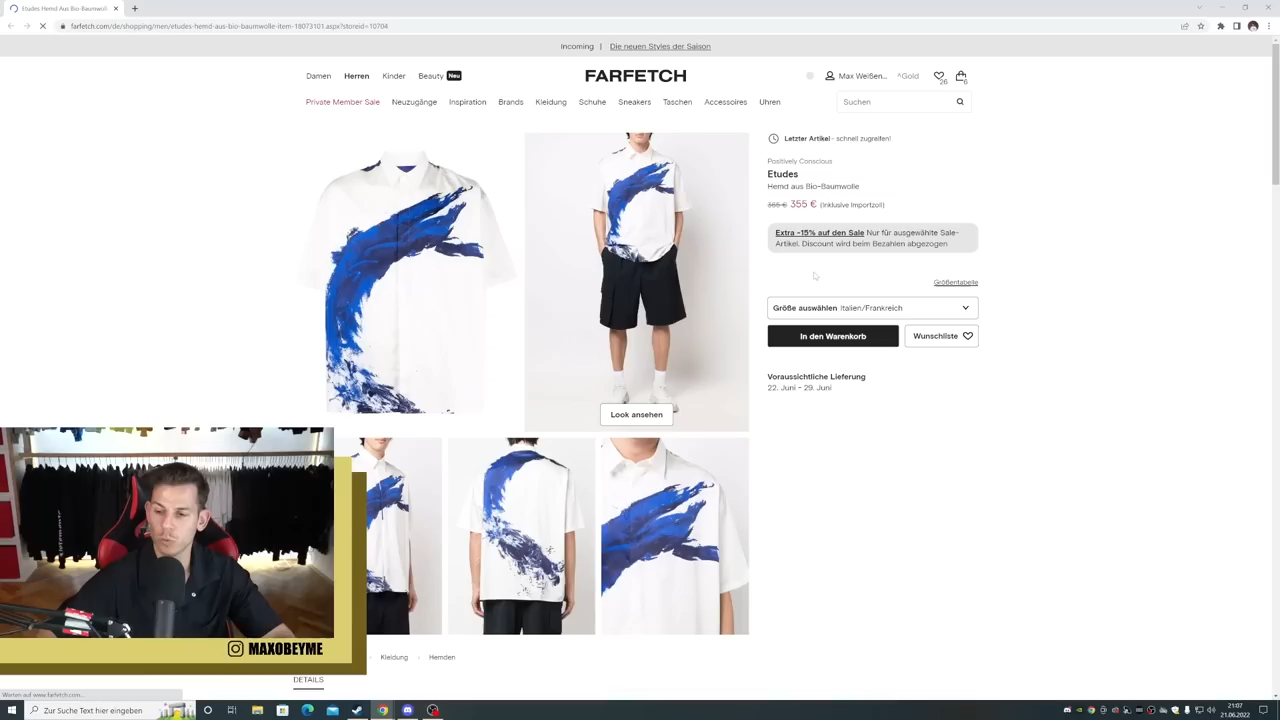 Etudes Hemd Aus Bio-Baumwoll
farfetch.com/de/shopping/men/etudes-hemd-aus-bio-baumwolle-item-18073101.aspx?storeid=10704
Incoming | Die neuen Styles der Saison
Damen Herren Kinder Beauty Neu
FARFETCH
Max Weißen... ^Gold 26 6
Private Member Sale Neuzugänge Inspiration Brands Kleidung Schuhe Sneakers Taschen Accessoires Uhren
Suchen
Letzter Artikel - schnell zugreifen!
Positively Conscious
Etudes
Hemd aus Bio-Baumwolle
365 € 355 € (inklusive Importzoll)
Extra -15% auf den Sale Nur für ausgewählte Sale-
Artikel. Discount wird beim Bezahlen abgezogen
Größentabelle
Größe auswählen Italien/Frankreich
In den Warenkorb
Wunschliste
Voraussichtliche Lieferung
22. Juni - 29. Juni
Look ansehen
MAXOBEYME
Kleidung Hemden
DETAILS
Warten auf www.farfetch.com...
Zur Suche Text hier eingeben
21:07
21.06.2022